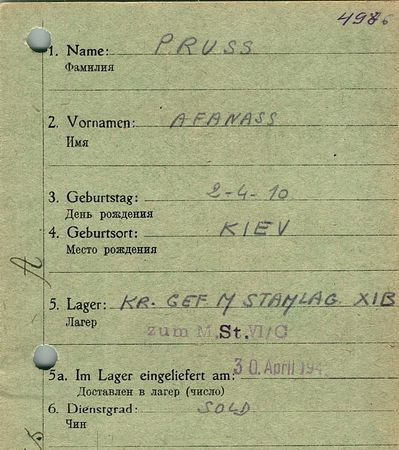 4986
1. Name: PRUSS
Фамилия
2. Vornamen: AFANASS
Имя
3. Geburtstag: 2-4-10
День рождения
4. Geburtsort: KIEV
Место рождения
5. Lager: KR. GEF M STAMLAG. XIB
Лагер
zum M.St.VI/C
5a. Im Lager eingeliefert am: 30. April 194
Доставлен в лагер (число)
6. Dienstgrad: SOLD
Чин